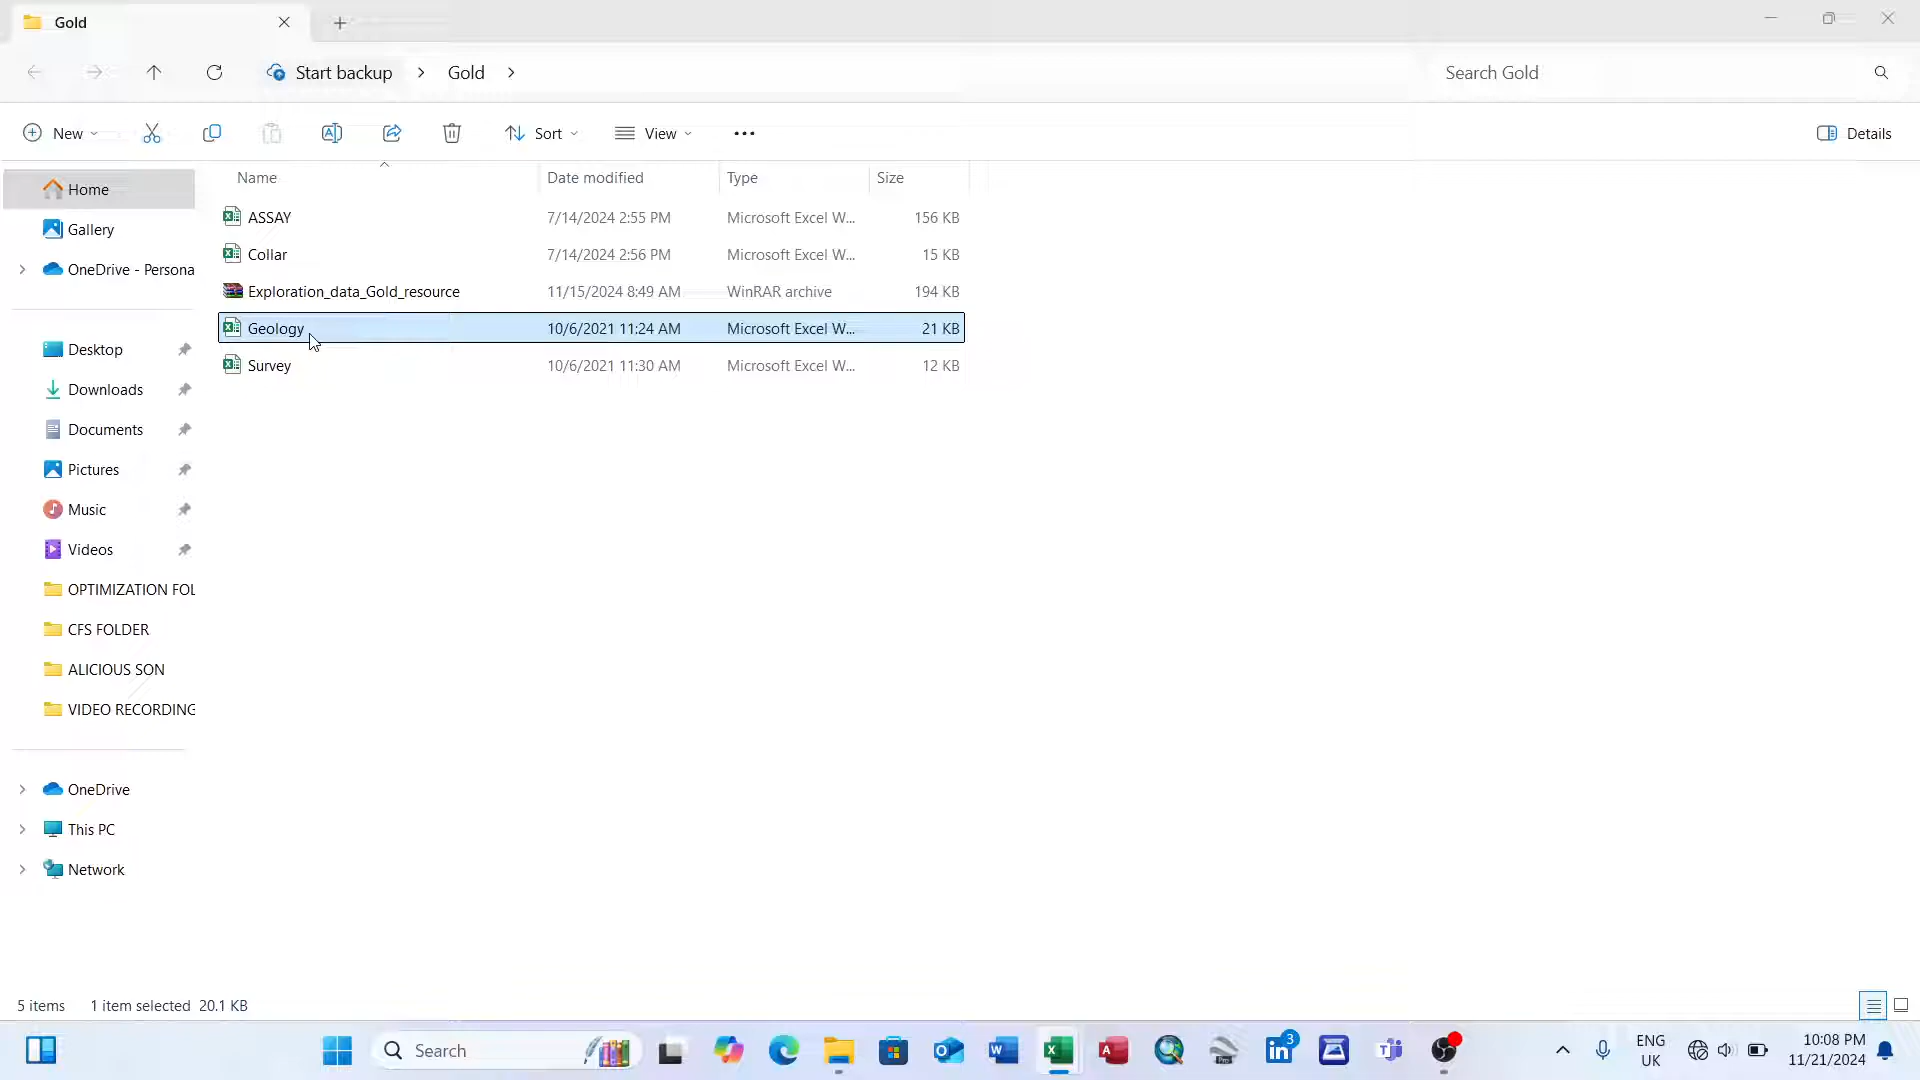 Gold
Start backup > Gold >
Search Gold
New
Sort
View
Details
Name Date modified Type Size
ASSAY 7/14/2024 2:55 PM Microsoft Excel W... 156 KB
Collar 7/14/2024 2:56 PM Microsoft Excel W... 15 KB
Exploration_data_Gold_resource 11/15/2024 8:49 AM WinRAR archive 194 KB
Geology 10/6/2021 11:24 AM Microsoft Excel W... 21 KB
Survey 10/6/2021 11:30 AM Microsoft Excel W... 12 KB
Home
Gallery
OneDrive - Persona
Desktop
Downloads
Documents
Pictures
Music
Videos
OPTIMIZATION FOL
CFS FOLDER
ALICIOUS SON
VIDEO RECORDING
OneDrive
This PC
Network
5 items 1 item selected 20.1 KB
Search
3
ENG
UK
10:08 PM
11/21/2024